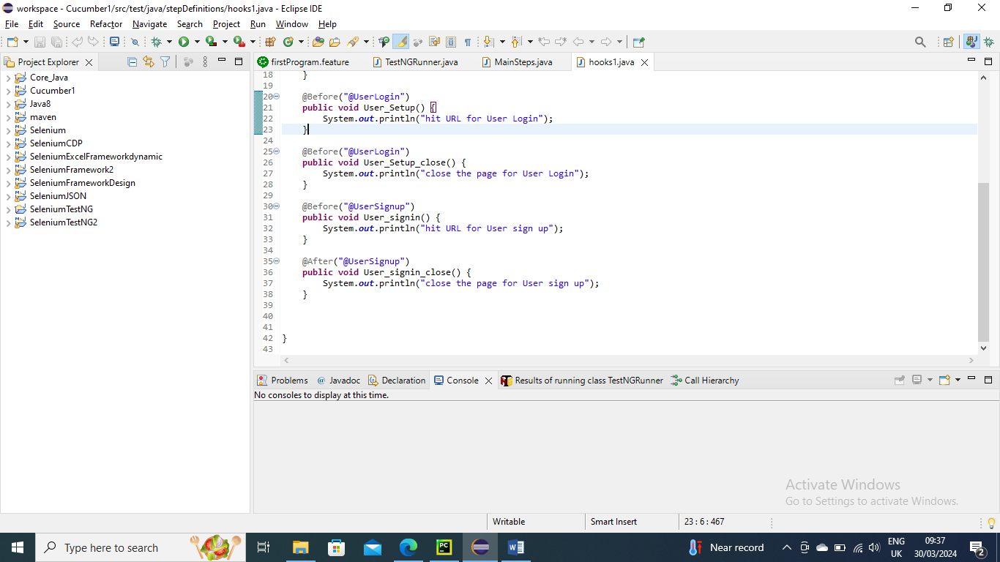 workspace - Cucumber1/src/test/java/stepDefinitions/hooks1.java - Eclipse IDE
File Edit Source Refactor Navigate Search Project Run Window Help
Project Explorer
firstProgram.feature TestNGRunner.java MainSteps.java hooks1.java
Core_Java
Cucumber1
Java8
maven
Selenium
SeleniumCDP
SeleniumExcelFrameworkdynamic
SeleniumFramework2
SeleniumFrameworkDesign
SeleniumJSON
SeleniumTestNG
SeleniumTestNG2
18 }
19
20 @Before("@UserLogin")
21 public void User_Setup() {
22 System.out.println("hit URL for User Login");
23 }
24
25 @Before("@UserLogin")
26 public void User_Setup_close() {
27 System.out.println("close the page for User Login");
28 }
29
30 @Before("@UserSignup")
31 public void User_signin() {
32 System.out.println("hit URL for User sign up");
33 }
34
35 @After("@UserSignup")
36 public void User_signin_close() {
37 System.out.println("close the page for User sign up");
38 }
39
40
41
42 }
43
Problems @ Javadoc Declaration Console Results of running class TestNGRunner Call Hierarchy
No consoles to display at this time.
Activate Windows
Go to Settings to activate Windows.
Writable Smart Insert 23 : 6 : 467
Type here to search
Near record
ENG
UK
09:37
30/03/2024
2